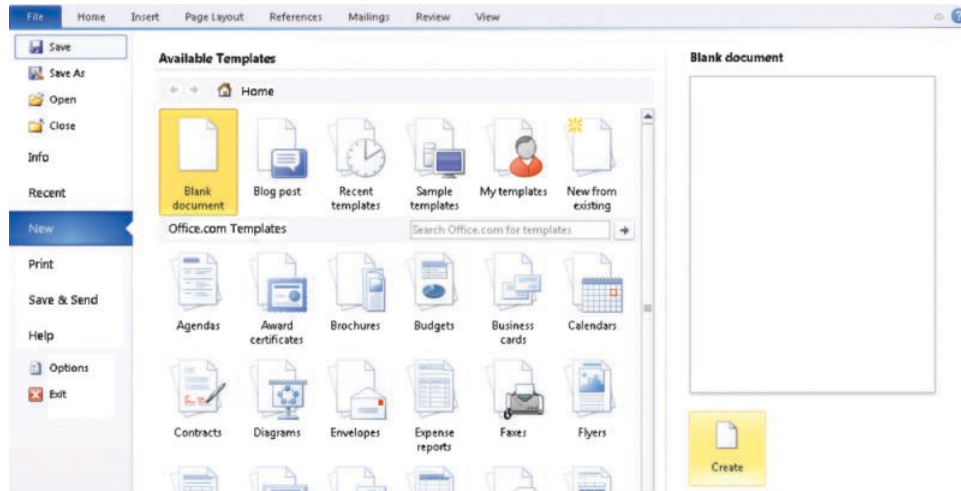 File Home Insert Page Layout References Mailings Review View
Save
Save As
Open
Close
Info
Recent
New
Print
Save & Send
Help
Options
Exit
Available Templates
Home
Blank document
Blog post
Recent templates
Sample templates
My templates
New from existing
Office.com Templates
Search Office.com for templates
Agendas
Award certificates
Brochures
Budgets
Business cards
Calendars
Contracts
Diagrams
Envelopes
Expense reports
Faxes
Flyers
Blank document
Create